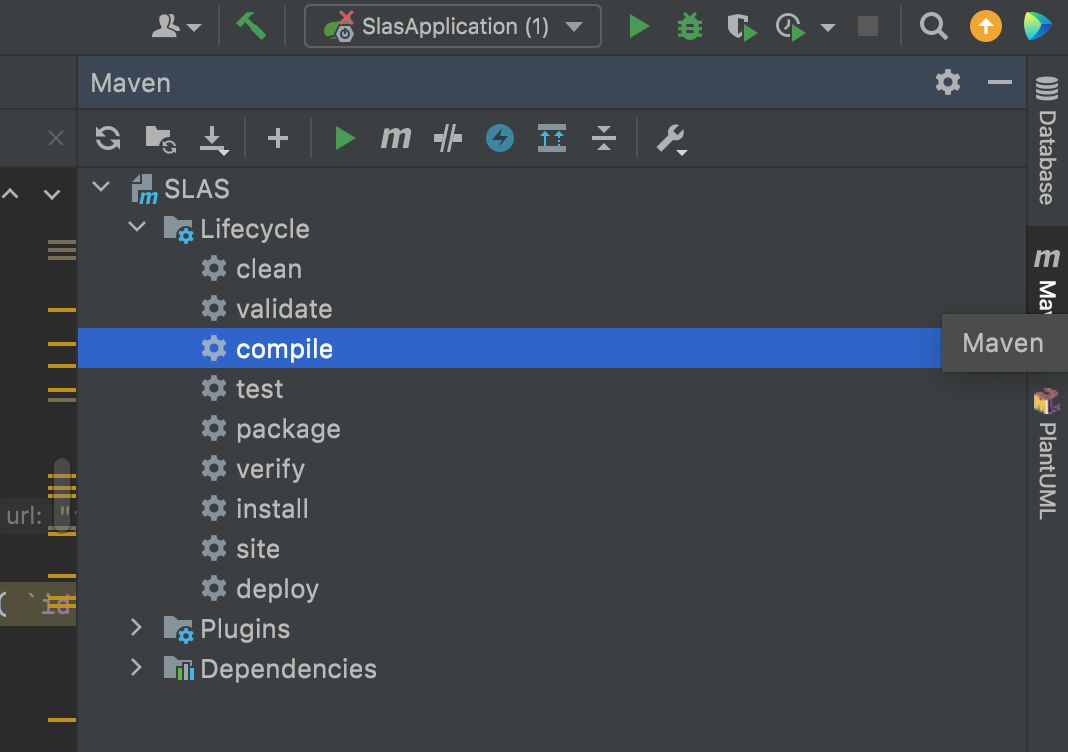 SlasApplication (1)
Maven
SLAS
Lifecycle
clean
validate
compile
test
package
verify
install
site
deploy
Plugins
Dependencies
url: "
( `id
Database
m
Maven
PlantUML